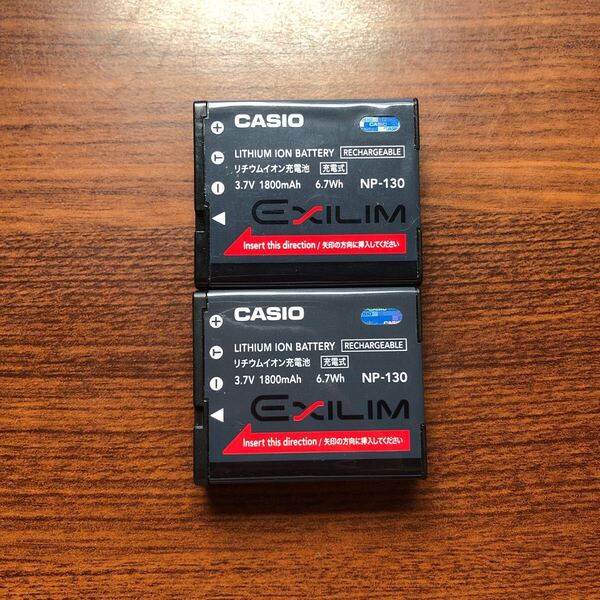 CASIO
CASIO
LITHIUM ION BATTERY RECHARGEABLE
リチウムイオン充電池 充電式
3.7V 1800mAh 6.7Wh NP-130
EXILIM
Insert this direction / 矢印の方向に挿入してください
CASIO
CASIO
CASIO
LITHIUM ION BATTERY RECHARGEABLE
リチウムイオン充電池 充電式
3.7V 1800mAh 6.7Wh NP-130
EXILIM
Insert this direction / 矢印の方向に挿入してください